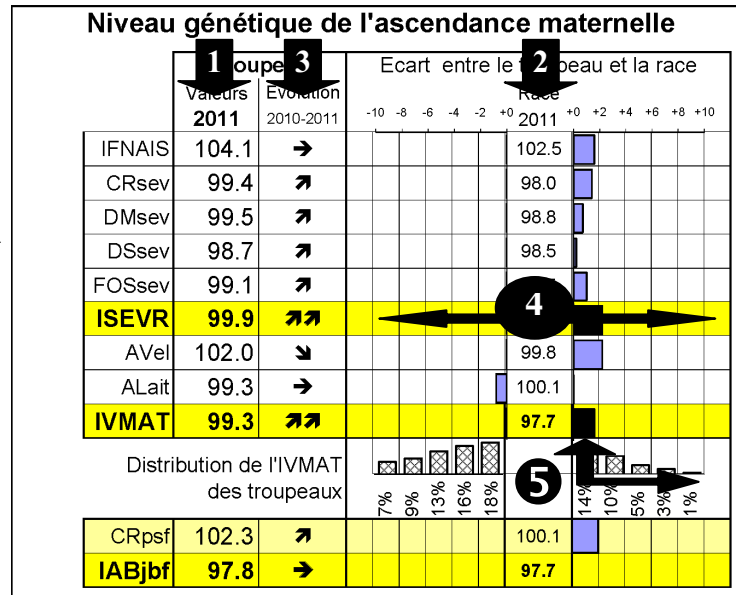 Niveau génétique de l'ascendance maternelle
1 3 Ecart entre le 2 et la race
Valeurs Evolution Race
2011 2010-2011 -10 -8 -6 -4 -2 +0 2011 +0 +2 +4 +6 +8 +10
IFNAIS 104.1 ➔ 102.5
CRsev 99.4 98.0
DMsev 99.5 98.8
DSsev 98.7 98.5
FOSsev 99.1
ISEVR 99.9 4
AVel 102.0 99.8
ALait 99.3 ➔ 100.1
IVMAT 99.3 97.7
Distribution de l'IVMAT
des troupeaux
5
7% 9% 13% 16% 18% 14% 10% 5% 3% 1%
CRpsf 102.3 100.1
IABjbf 97.8 ➔ 97.7